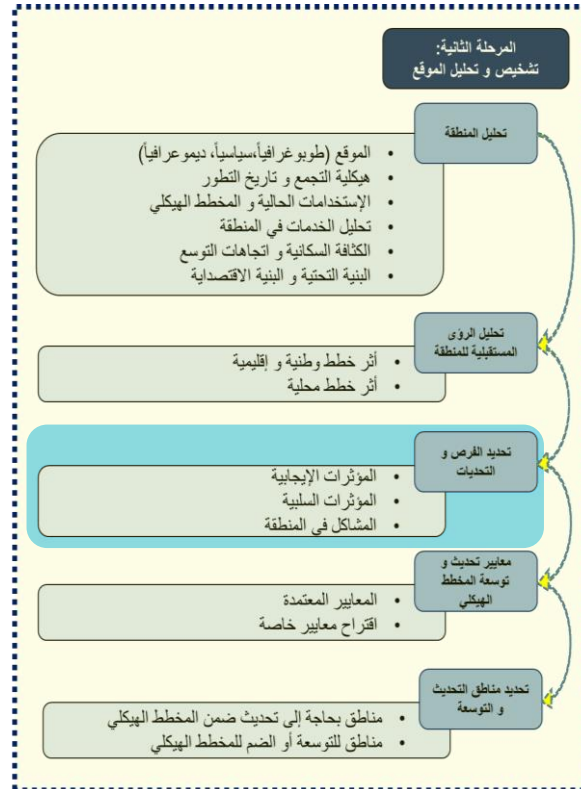 المرحلة الثانية:
تشخيص و تحليل الموقع
تحليل المنطقة
• الموقع (طوبوغرافياً،سياسياً، ديموعرافياً)
• هيكلية التجمع و تاريخ التطور
• الإستخدامات الحالية و المخطط الهيكلي
• تحليل الخدمات في المنطقة
• الكثافة السكانية و اتجاهات التوسع
• البنية التحتية و البنية الاقتصداية
تحليل الرؤى
المستقبلية للمنطقة
• أثر خطط وطنية و إقليمية
• أثر خطط محلية
تحديد الفرص و
التحديات
• المؤثرات الإيجابية
• المؤثرات السلبية
• المشاكل في المنطقة
معايير تحديث و
توسعة المخطط
الهيكلي
• المعايير المعتمدة
• اقتراح معايير خاصة
تحديد مناطق التحديث
و التوسعة
• مناطق بحاجة إلى تحديث ضمن المخطط الهيكلي
• مناطق للتوسعة أو الضم للمخطط الهيكلي